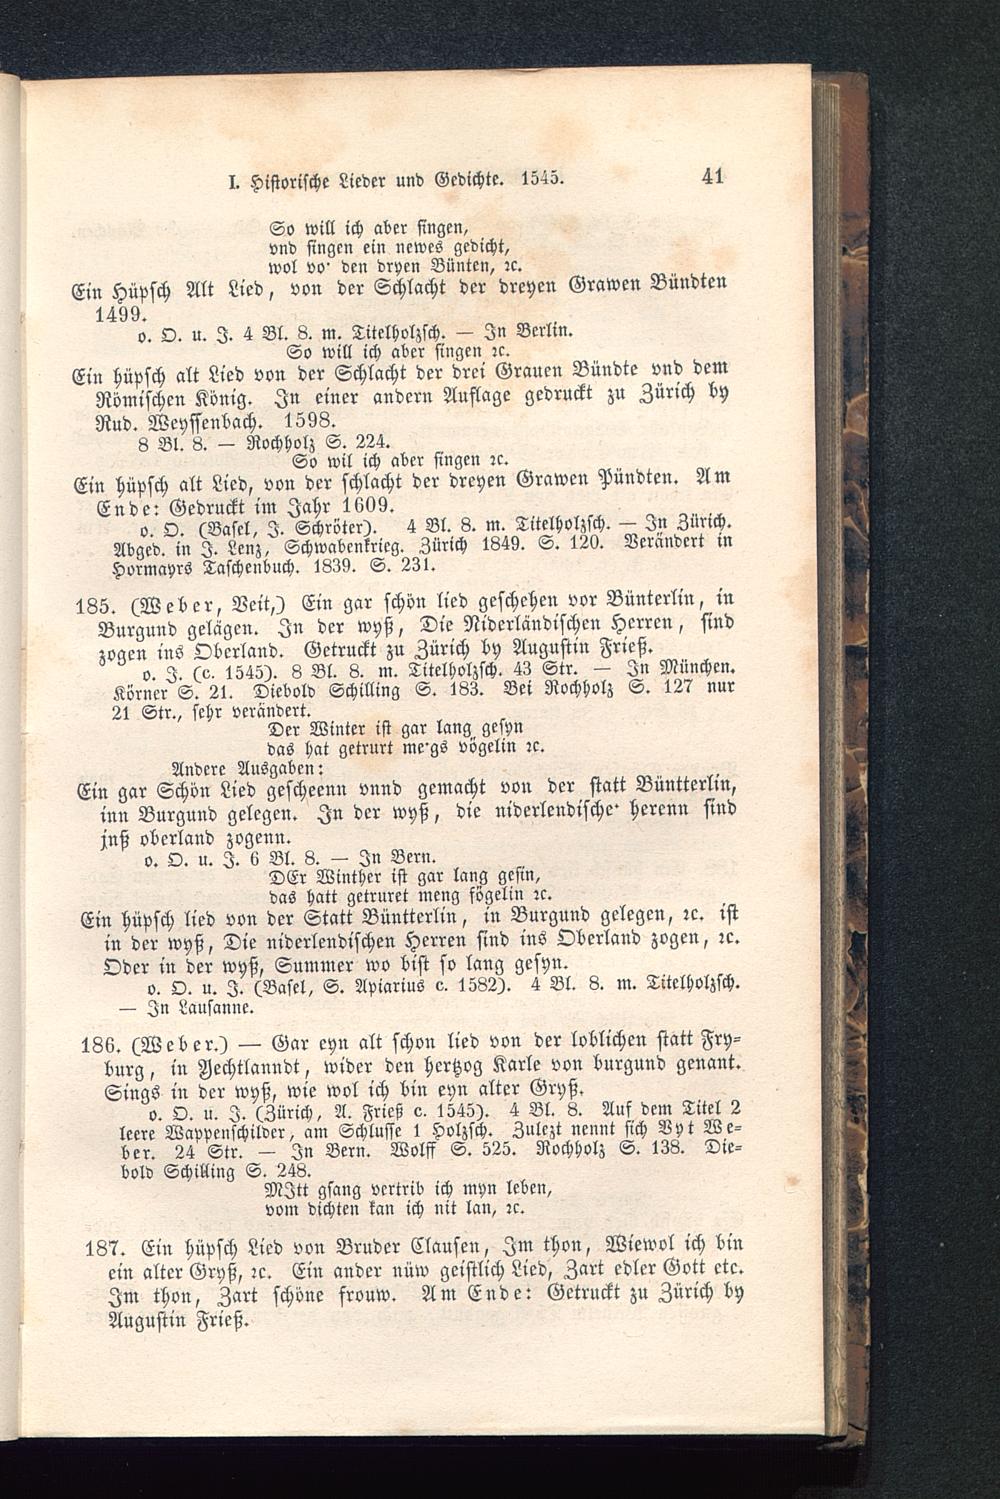 I. Historische Lieder und Gedichte. 1545. 41
So will ich aber singen,
vnd singen ein newes gedicht,
wol vo' den dryen Bünten, ꝛc.
Ein Hüpsch Alt Lied, von der Schlacht der dreyen Grawen Bündten
1499.
o. O. u. J. 4 Bl. 8. m. Titelholzsch. — In Berlin.
So will ich aber singen ꝛc.
Ein hüpsch alt Lied von der Schlacht der drei Grauen Bündte vnd dem
Römischen König. In einer andern Auflage gedruckt zu Zürich by
Rud. Weyssenbach. 1598.
8 Bl. 8. — Rochholz S. 224.
So wil ich aber singen ꝛc.
Ein hüpsch alt Lied, von der schlacht der dreyen Grawen Pündten. Am
Ende: Gedruckt im Jahr 1609.
o. O. (Basel, J. Schröter). 4 Bl. 8. m. Titelholzsch. — In Zürich.
Abged. in J. Lenz, Schwabenkrieg. Zürich 1849. S. 120. Verändert in
Hormayrs Taschenbuch. 1839. S. 231.
185. (Weber, Veit,) Ein gar schön lied geschehen vor Bünterlin, in
Burgund gelägen. In der wyß, Die Niderländischen Herren, sind
zogen ins Oberland. Getruckt zu Zürich by Augustin Frieß.
o. J. (c. 1545). 8 Bl. 8. m. Titelholzsch. 43 Str. — In München.
Körner S. 21. Diebold Schilling S. 183. Bei Rochholz S. 127 nur
21 Str., sehr verändert.
Der Winter ist gar lang gesyn
das hat getrurt me'gs vögelin ꝛc.
Andere Ausgaben:
Ein gar Schön Lied gescheenn vnnd gemacht von der statt Büntterlin,
inn Burgund gelegen. In der wyß, die niderlendische' herenn sind
jnß oberland zogenn.
o. O. u. J. 6 Bl. 8. — In Bern.
DEr Winther ist gar lang gesin,
das hatt getruret meng fögelin ꝛc.
Ein hüpsch lied von der Statt Büntterlin, in Burgund gelegen, ꝛc. ist
in der wyß, Die niderlendischen Herren sind ins Oberland zogen, ꝛc.
Oder in der wyß, Summer wo bist so lang gesyn.
o. O. u. J. (Basel, S. Apiarius c. 1582). 4 Bl. 8. m. Titelholzsch.
— In Lausanne.
186. (Weber.) — Gar eyn alt schon lied von der loblichen statt Fry-
burg, in Yechtlanndt, wider den hertzog Karle von burgund genant.
Sings in der wyß, wie wol ich bin eyn alter Gryß.
o. O. u. J. (Zürich, A. Frieß c. 1545). 4 Bl. 8. Auf dem Titel 2
leere Wappenschilder, am Schlusse 1 Holzsch. Zulezt nennt sich Vyt We-
ber. 24 Str. — In Bern. Wolff S. 525. Rochholz S. 138. Die-
bold Schilling S. 248.
MItt gsang vertrib ich myn leben,
vom dichten kan ich nit lan, ꝛc.
187. Ein hüpsch Lied von Bruder Clausen, Im thon, Wiewol ich bin
ein alter Gryß, ꝛc. Ein ander nüw geistlich Lied, Zart edler Gott etc.
Im thon, Zart schöne frouw. Am Ende: Getruckt zu Zürich by
Augustin Frieß.